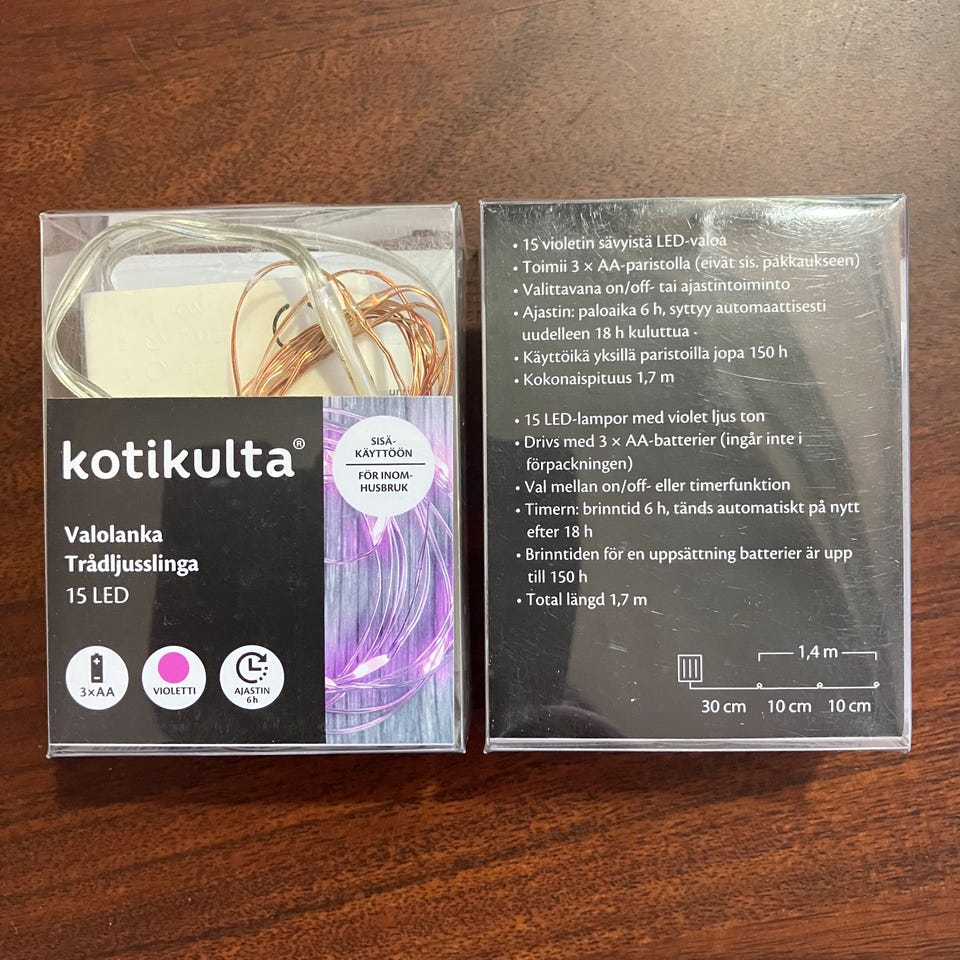 kotikulta®
Valolanka
Trådljusslinga
15 LED
3×AA
VIOLETTI
AJASTIN
6 h
SISÄ-
KÄYTTÖÖN
FÖR INOM-
HUSBRUK
• 15 violetin sävyistä LED-valoa
• Toimii 3 × AA-paristolla (eivät sis. pakkaukseen)
• Valittavana on/off- tai ajastintoiminto
• Ajastin: paloaika 6 h, syttyy automaattisesti
uudelleen 18 h kuluttua
• Käyttöikä yksillä paristoilla jopa 150 h
• Kokonaispituus 1,7 m
• 15 LED-lampor med violet ljus ton
• Drivs med 3 × AA-batterier (ingår inte i
förpackningen)
• Val mellan on/off- eller timerfunktion
• Timern: brinntid 6 h, tänds automatiskt på nytt
efter 18 h
• Brinntiden för en uppsättning batterier är upp
till 150 h
• Total längd 1,7 m
1,4 m
30 cm 10 cm 10 cm